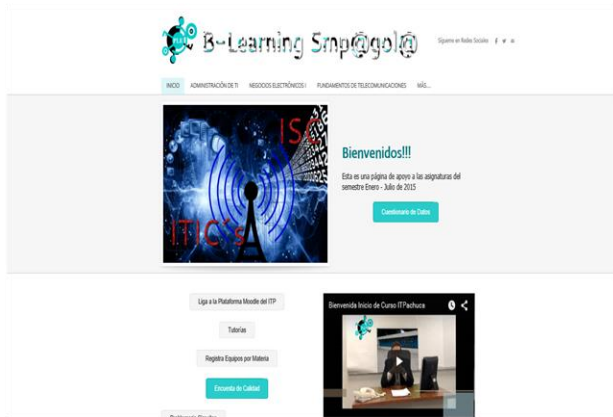 B-Learning Smp@gol@
Sígueme en Redes Sociales
INICIO ADMINISTRACIÓN DE TI NEGOCIOS ELECTRÓNICOS I FUNDAMENTOS DE TELECOMUNICACIONES MÁS...
ISC
ITIC's
Bienvenidos!!!
Esta es una página de apoyo a las asignaturas del
semestre Enero - Julio de 2015
Cuestionario de Datos
Liga a la Plataforma Moodle del ITP
Tutorías
Registra Equipos por Materia
Encuesta de Calidad
Bienvenida Inicio de Curso ITPachuca